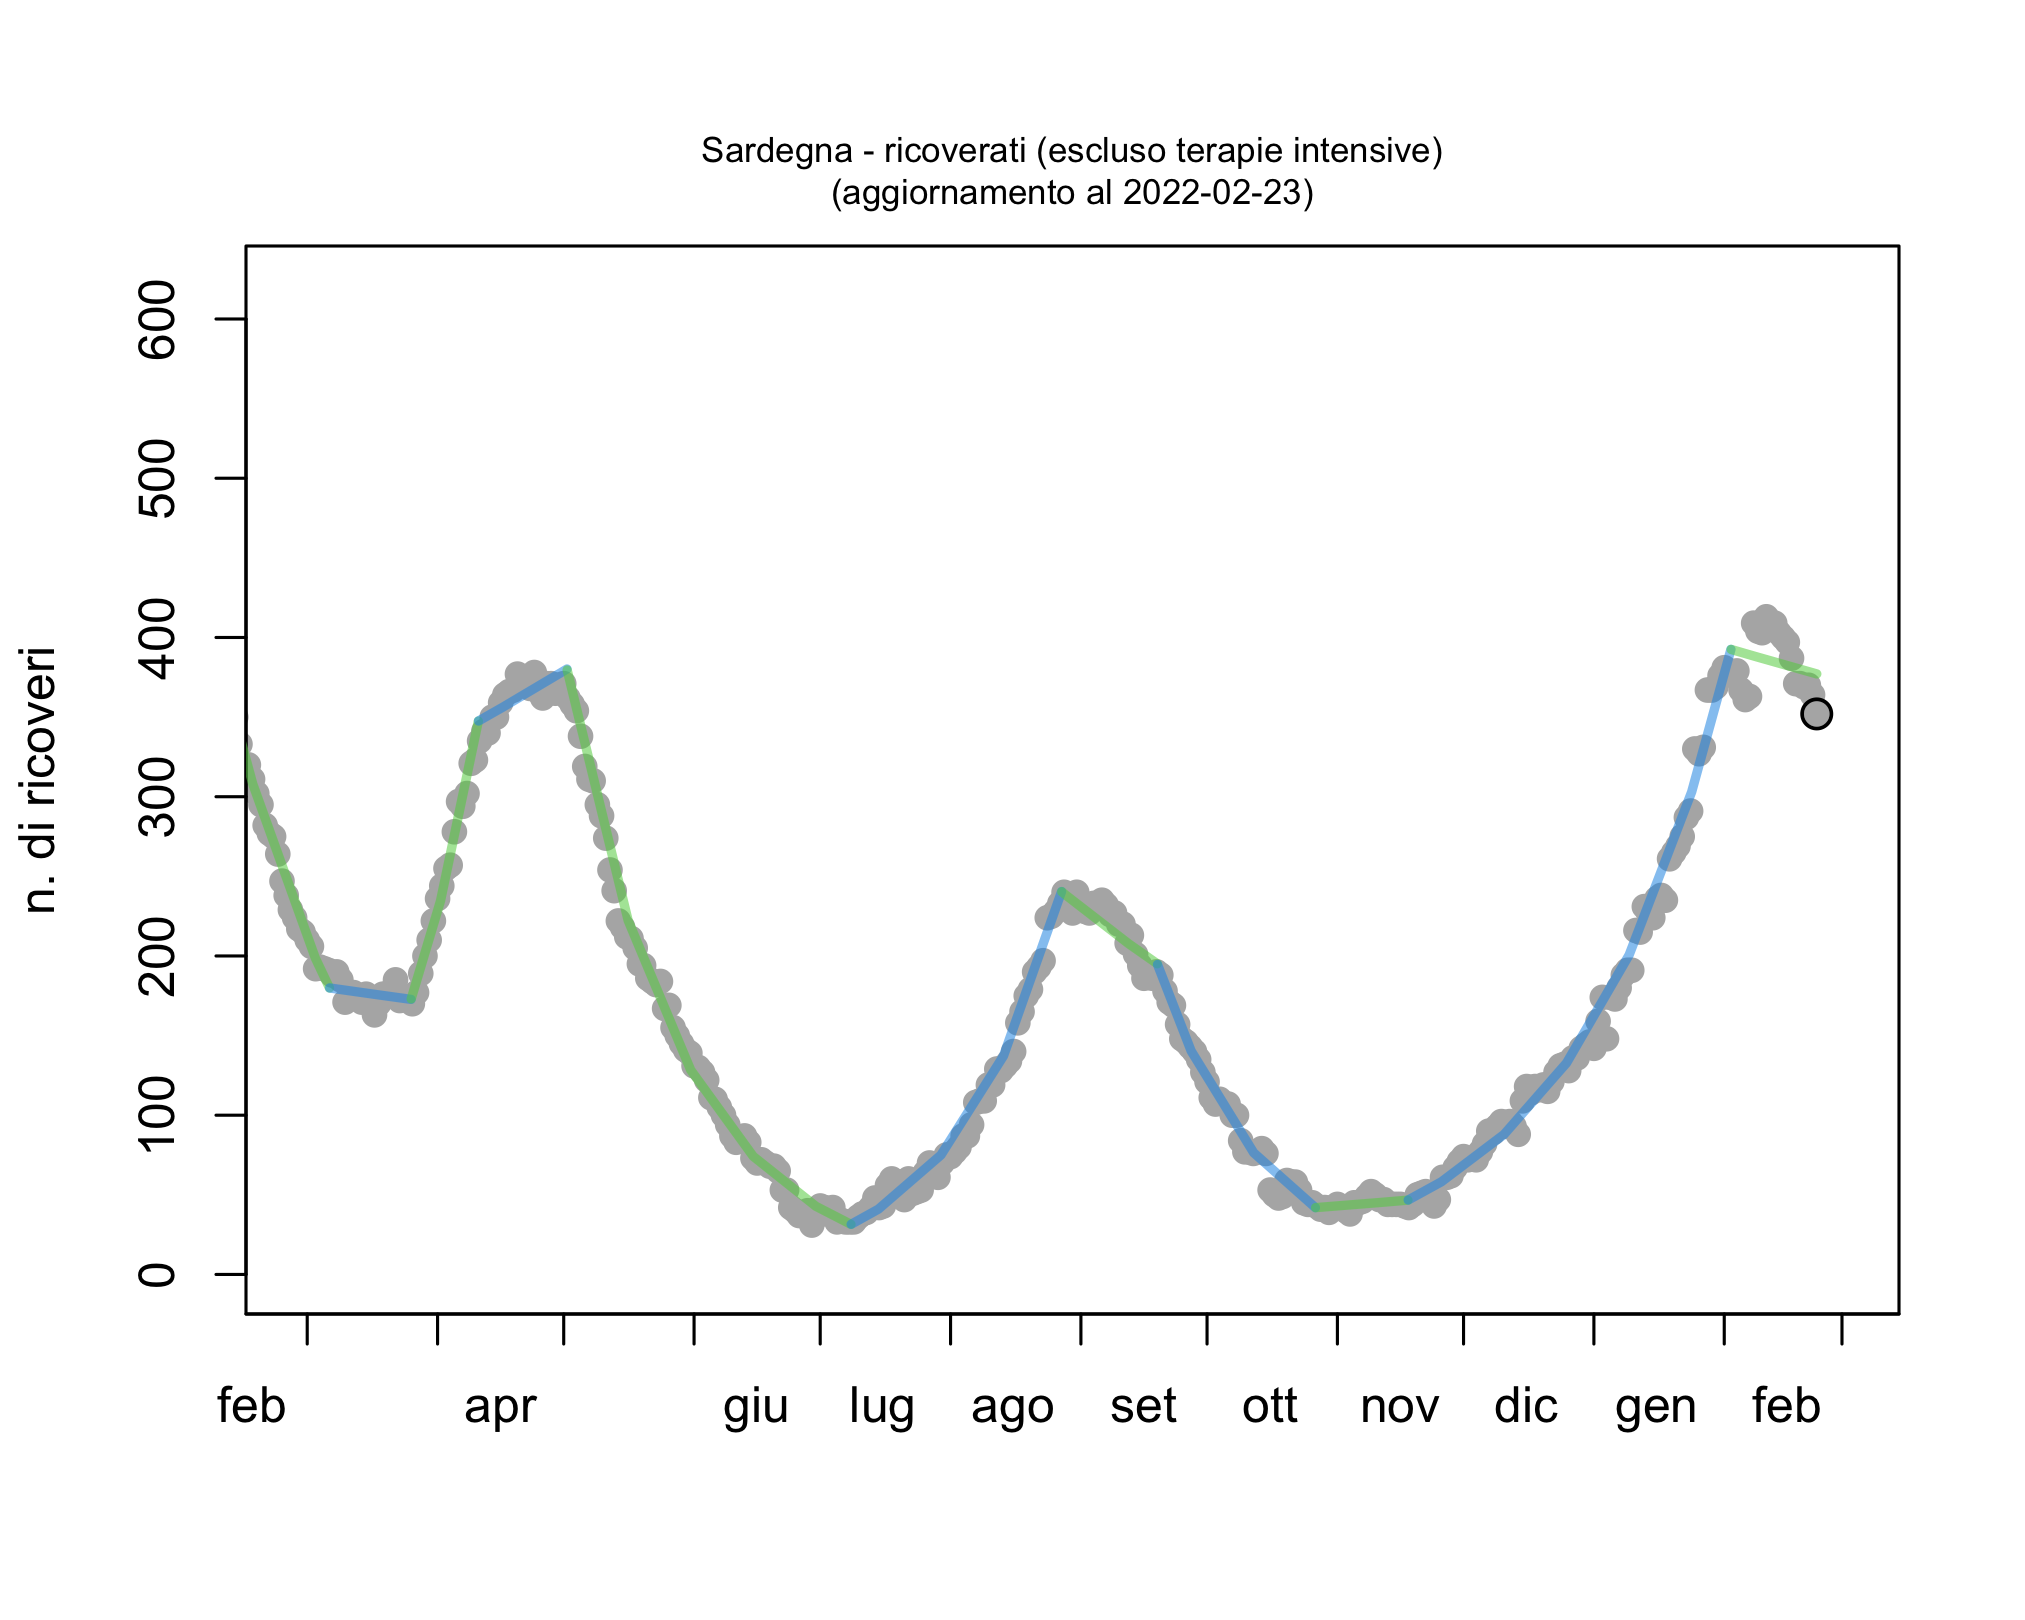 Sardegna - ricoverati (escluso terapie intensive)
(aggiornamento al 2022-02-23)
n. di ricoveri
600
500
400
300
200
100
0
feb apr giu lug ago set ott nov dic gen feb